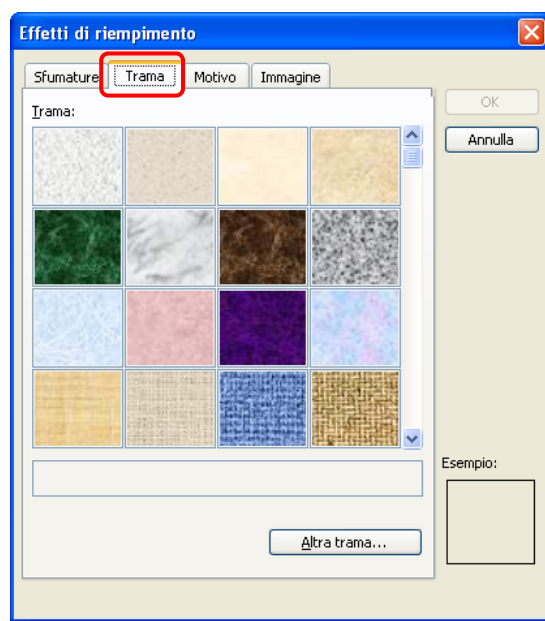 Effetti di riempimento
Sfumature Trama Motivo Immagine
Trama:
OK
Annulla
Esempio:
Altra trama...